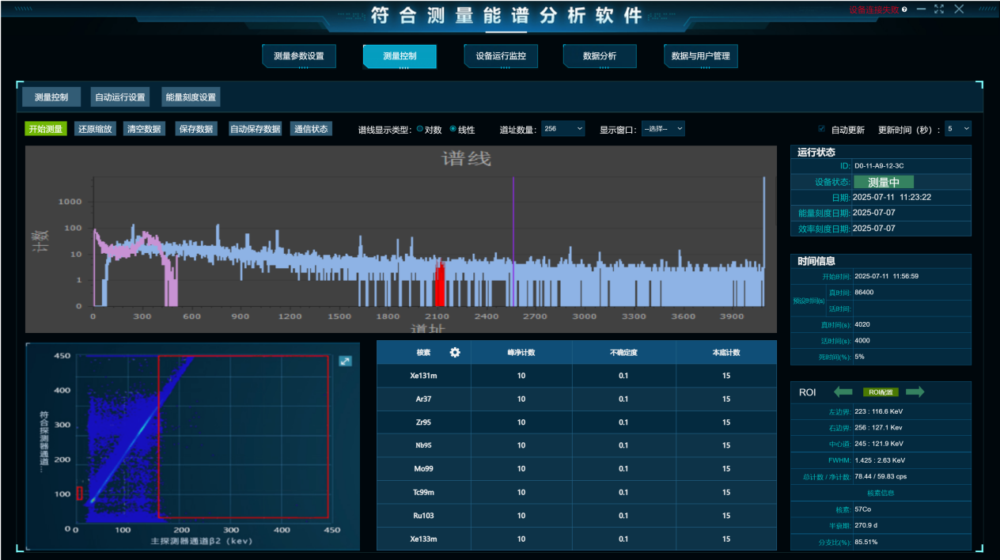 符合测量能谱分析软件
设备连接失败
测量参数设置 测量控制 设备运行监控 数据分析 数据与用户管理
测量控制 自动运行设置 能量刻度设置
开始测量 还原缩放 清空数据 保存数据 自动保存数据 通信状态 谱线显示类型: 对数 线性 道址数量: 256 显示窗口: --选择-- 自动更新 更新时间（秒）: 5
谱线
计数
1000
100
10
1
0
0 300 600 900 1200 1500 1800 2100 2400 2700 3000 3300 3600 3900
道址
运行状态
ID: D0-11-A9-12-3C
设备状态: 测量中
日期: 2025-07-11 11:23:22
能量刻度日期: 2025-07-07
效率刻度日期: 2025-07-07
时间信息
开始时间: 2025-07-11 11:56:59
预设时间(s) 真时间: 86400
活时间:
真时间(s): 4020
活时间(s): 4000
死时间(%): 5%
符合探测器通道...
450
400
300
200
100
0
0 100 200 300 400 450
主探测器通道β2（kev）
核素 峰净计数 不确定度 本底计数
Xe131m 10 0.1 15
Ar37 10 0.1 15
Zr95 10 0.1 15
Nb95 10 0.1 15
Mo99 10 0.1 15
Tc99m 10 0.1 15
Ru103 10 0.1 15
Xe133m 10 0.1 15
ROI ROI配置
左边界: 223 : 116.6 KeV
右边界: 256 : 127.1 Kev
中心道: 245 : 121.9 KeV
FWHM: 1.425 : 2.63 KeV
总计数 / 净计数: 78.44 / 59.83 cps
核素信息
核素: 57Co
半衰期: 270.9 d
分支比(%): 85.51%